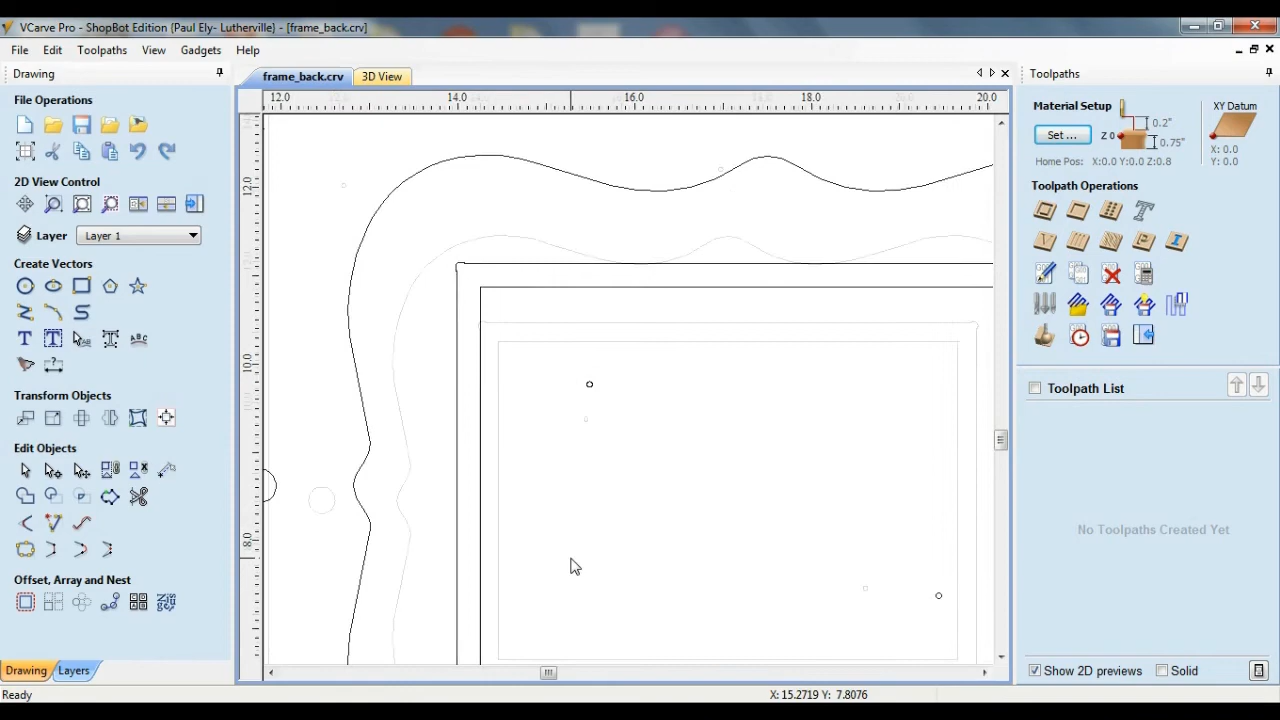 VCarve Pro - ShopBot Edition {Paul Ely- Lutherville} - [frame_back.crv]
File Edit Toolpaths View Gadgets Help
Drawing
frame_back.crv 3D View
Toolpaths
12.0 14.0 16.0 18.0 20.0
12.0
10.0
8.0
File Operations
2D View Control
Layer Layer 1
Create Vectors
Transform Objects
Edit Objects
Offset, Array and Nest
Drawing Layers
Material Setup
Set ...
Z 0
0.2"
0.75"
Home Pos: X:0.0 Y:0.0 Z:0.8
XY Datum
X: 0.0
Y: 0.0
Toolpath Operations
Toolpath List
No Toolpaths Created Yet
Show 2D previews Solid
Ready
X: 15.2719 Y: 7.8076